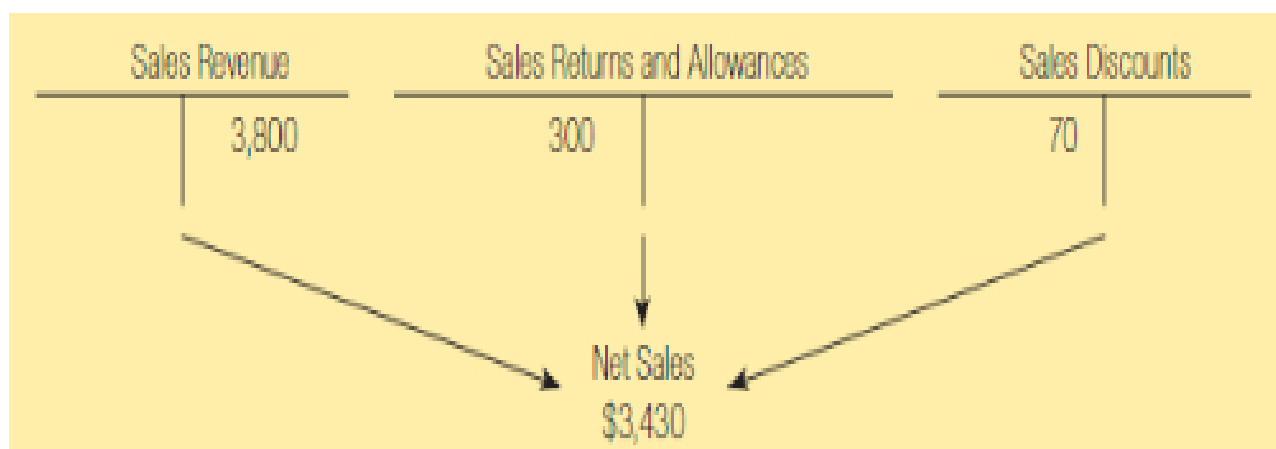 Sales Revenue Sales Returns and Allowances Sales Discounts
3,800 300 70
Net Sales
$3,430